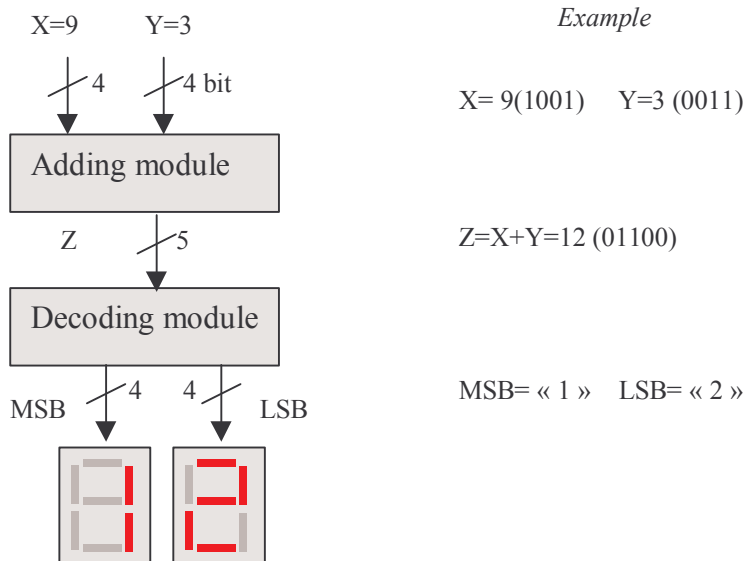 Example
X=9 Y=3
4 4 bit
X= 9(1001) Y=3 (0011)
Adding module
Z 5
Z=X+Y=12 (01100)
Decoding module
4 4
MSB LSB
MSB= « 1 » LSB= « 2 »
12